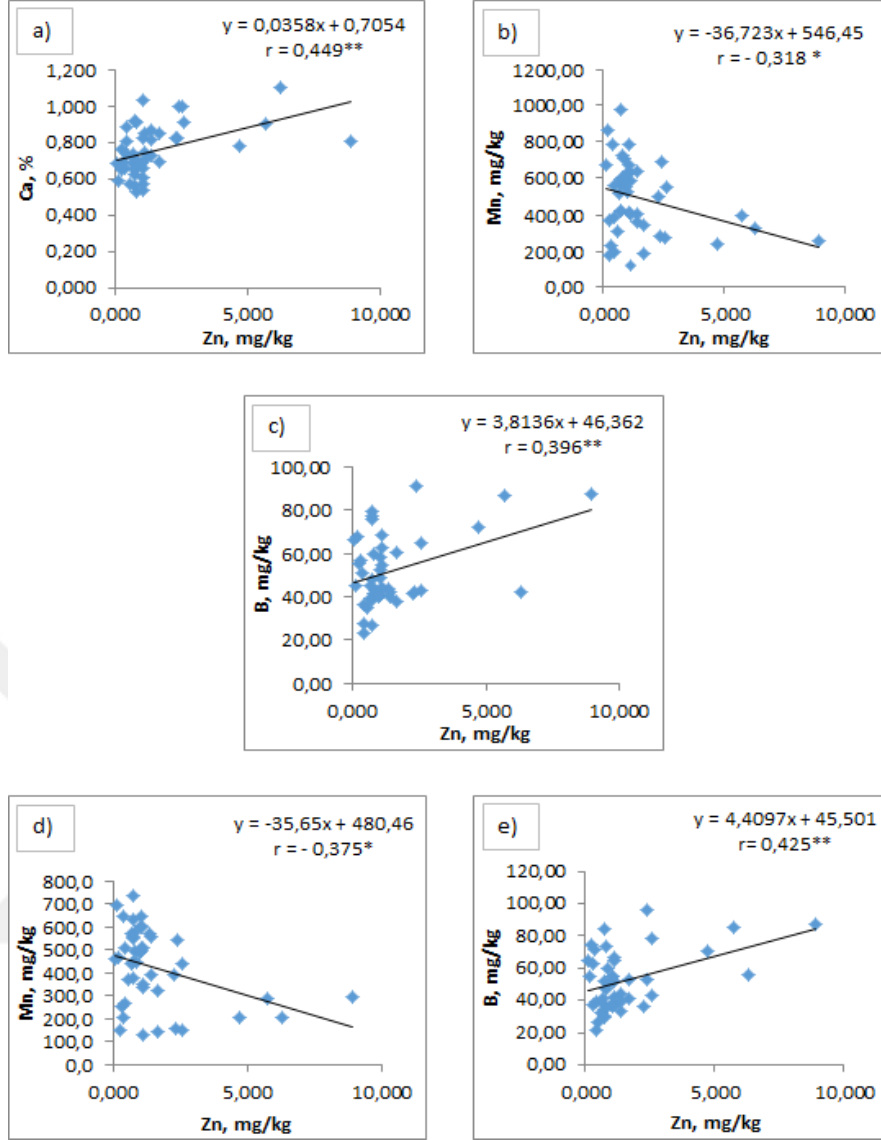 a)
y = 0,0358x + 0,7054
r = 0,449**
Ca, %
1,200
1,000
0,800
0,600
0,400
0,200
0,000
0,000 5,000 10,000
Zn, mg/kg
b)
y = -36,723x + 546,45
r = - 0,318 *
Mn, mg/kg
1200,00
1000,00
800,00
600,00
400,00
200,00
0,00
0,000 5,000 10,000
Zn, mg/kg
c)
y = 3,8136x + 46,362
r = 0,396**
B, mg/kg
100,00
80,00
60,00
40,00
20,00
0,00
0,000 5,000 10,000
Zn, mg/kg
d)
y = -35,65x + 480,46
r = - 0,375*
Mn, mg/kg
800,0
700,0
600,0
500,0
400,0
300,0
200,0
100,0
0,0
0,000 5,000 10,000
Zn, mg/kg
e)
y = 4,4097x + 45,501
r= 0,425**
B, mg/kg
120,00
100,00
80,00
60,00
40,00
20,00
0,00
0,000 5,000 10,000
Zn, mg/kg